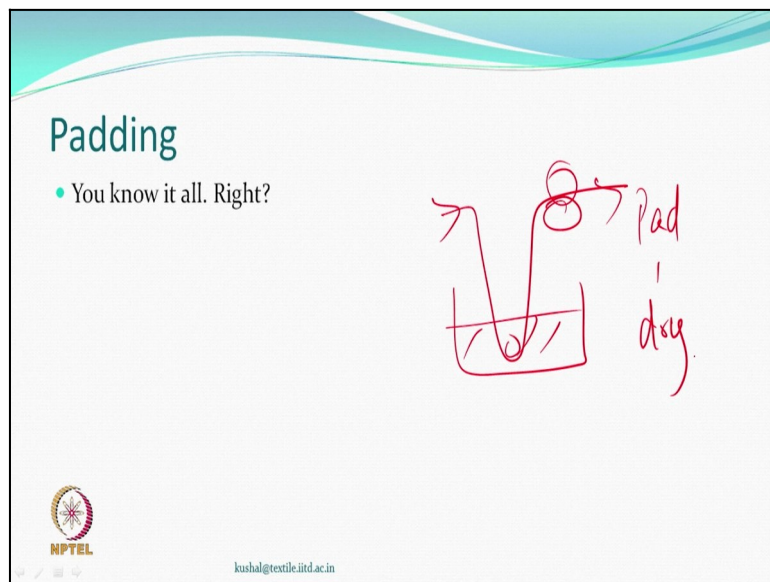 Padding
You know it all. Right?
Pad
dry.
NPTEL
kushal@textile.iitd.ac.in